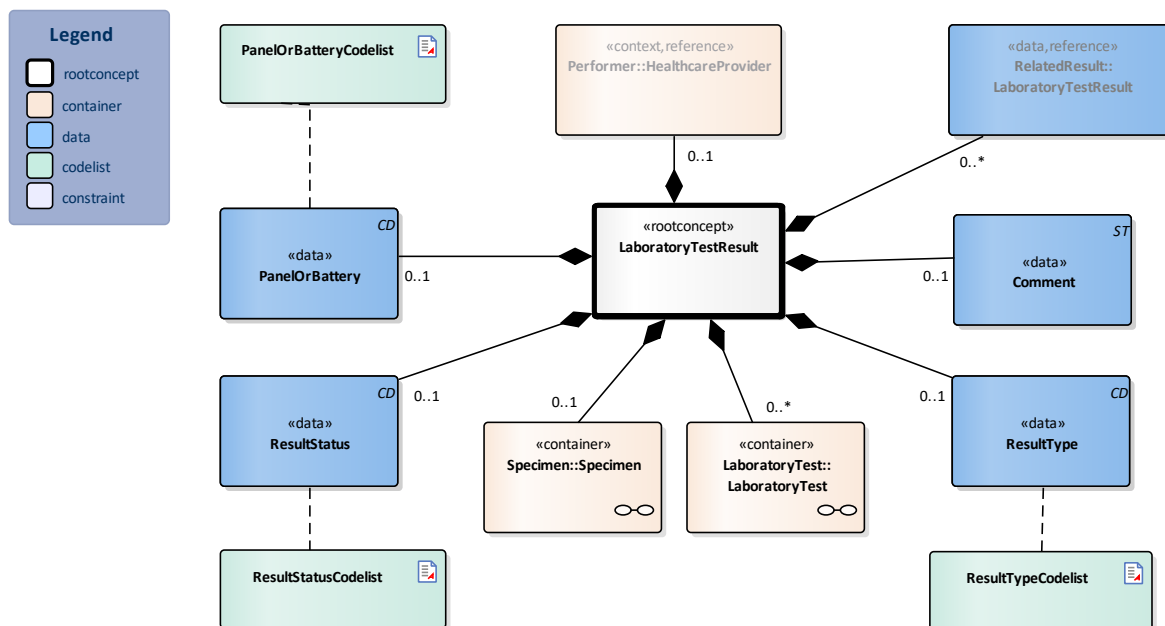 Legend
rootconcept
container
data
codelist
constraint
PanelOrBatteryCodelist
«context,reference»
Performer::HealthcareProvider
«data,reference»
RelatedResult::
LaboratoryTestResult
0..1
0..*
CD
«data»
PanelOrBattery
0..1
«rootconcept»
LaboratoryTestResult
ST
«data»
Comment
0..1
CD
«data»
ResultStatus
0..1
0..1
«container»
Specimen::Specimen
0..*
«container»
LaboratoryTest::
LaboratoryTest
0..1
CD
«data»
ResultType
ResultStatusCodelist
ResultTypeCodelist